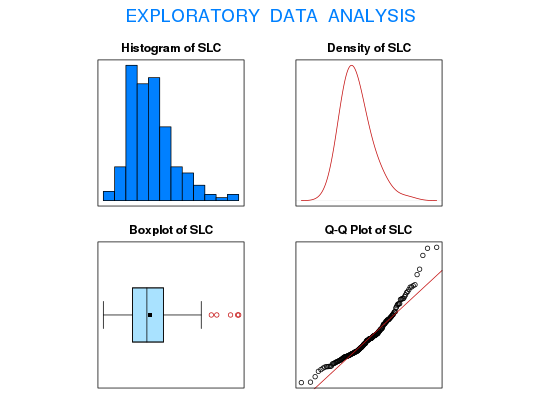 EXPLORATORY DATA ANALYSIS
Histogram of SLC
Density of SLC
Boxplot of SLC
Q-Q Plot of SLC